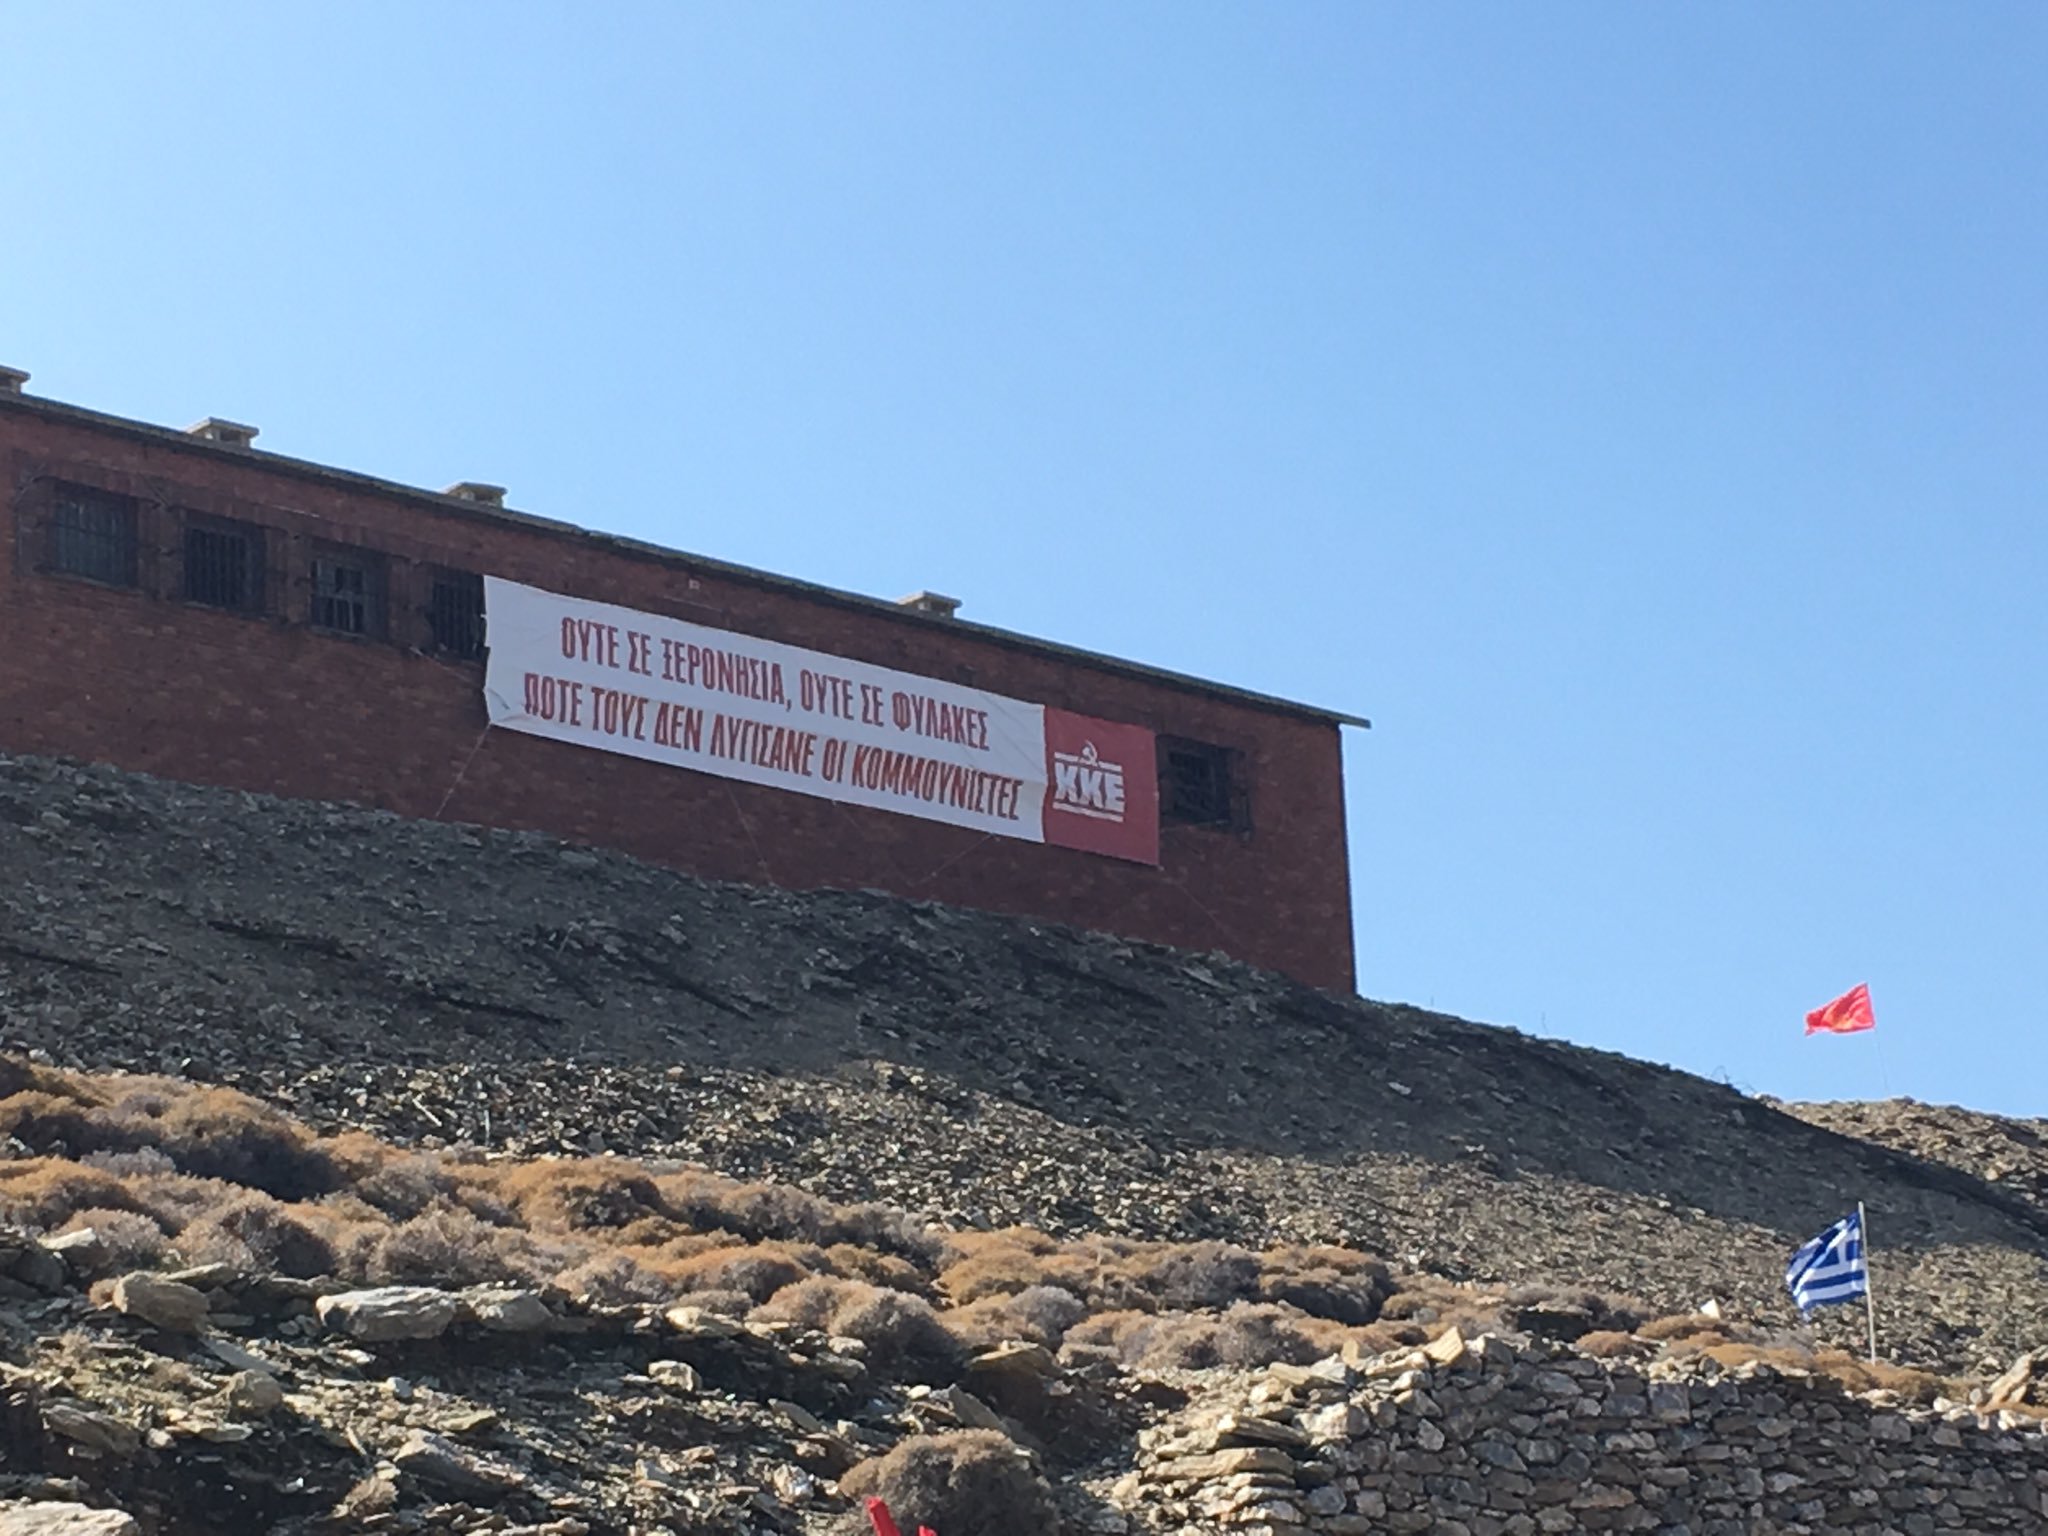 ΟΥΤΕ ΣΕ ΞΕΡΟΝΗΣΙΑ, ΟΥΤΕ ΣΕ ΦΥΛΑΚΕΣ
ΠΟΤΕ ΤΟΥΣ ΔΕΝ ΛΥΓΙΣΑΝΕ ΟΙ ΚΟΜΜΟΥΝΙΣΤΕΣ
ΚΚΕ